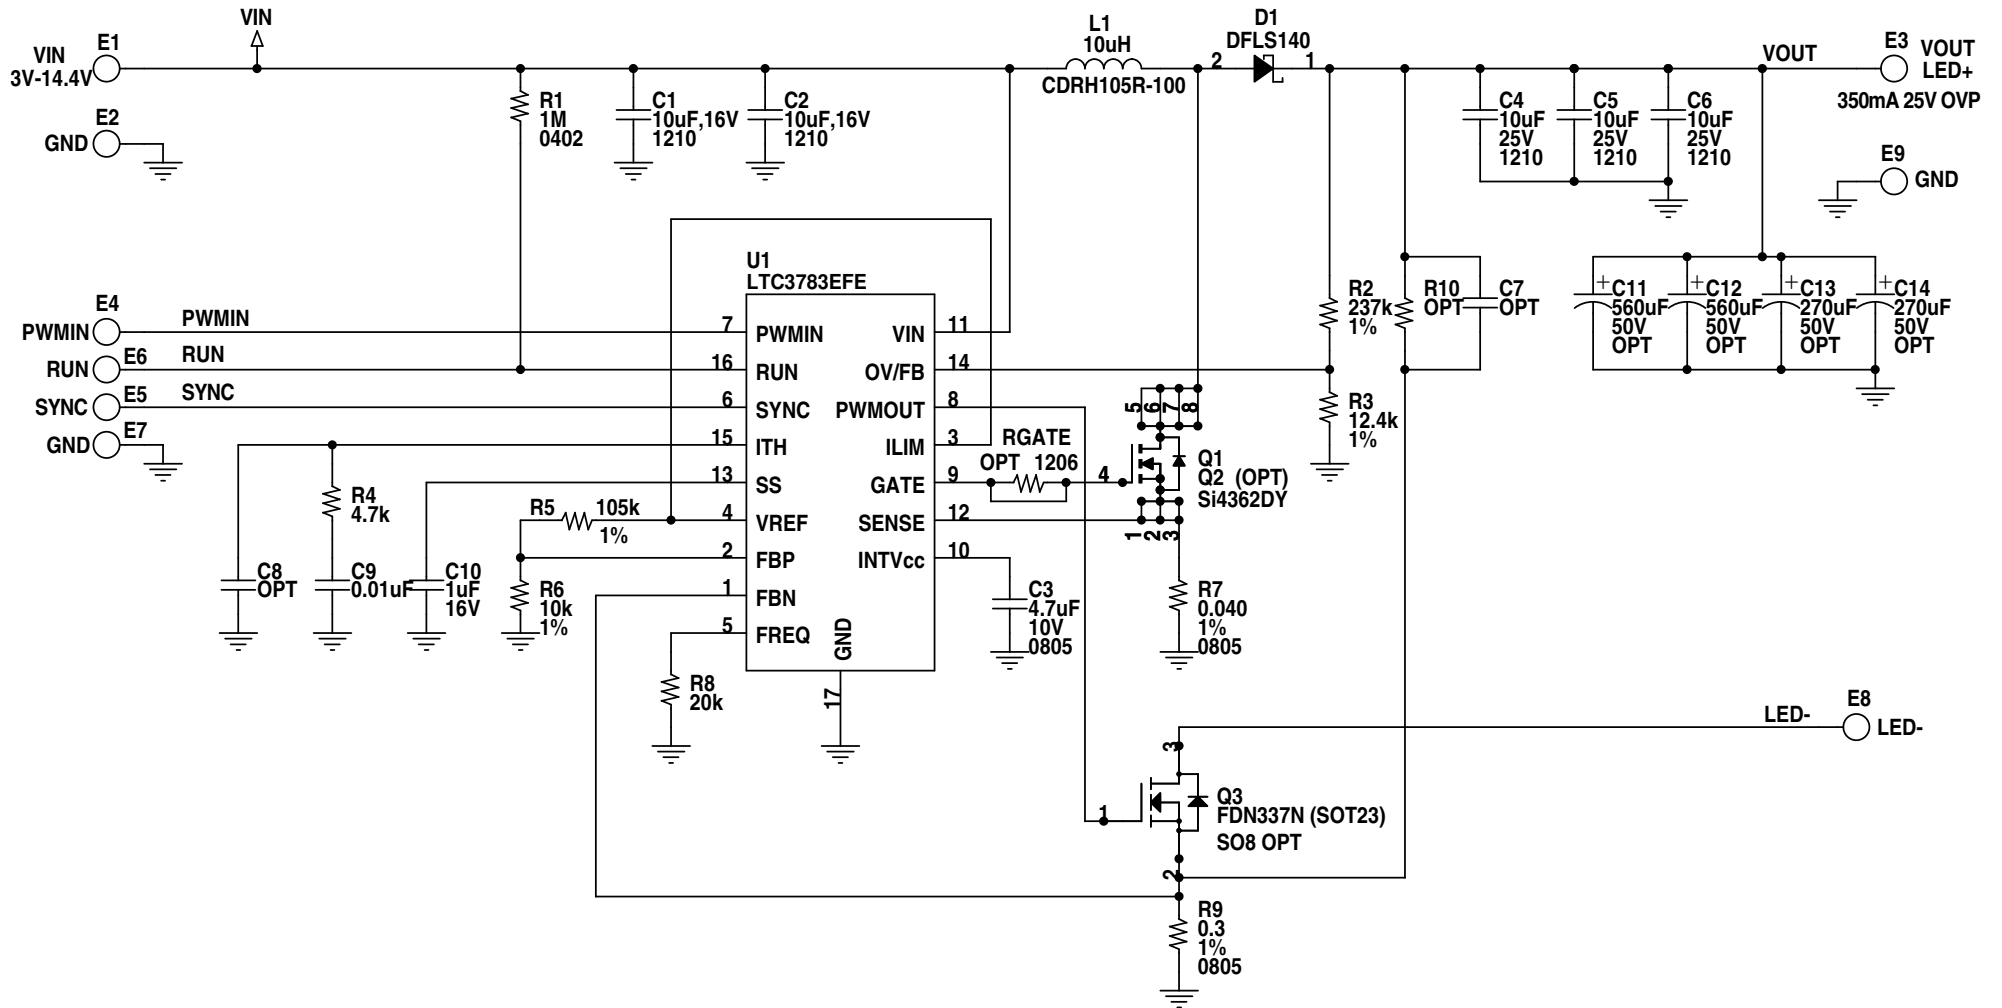 VIN
VIN
3V-14.4V
E1
E2
GND
R1
1M
0402
C1
10uF,16V
1210
C2
10uF,16V
1210
L1
10uH
CDRH105R-100
D1
DFLS140
2
1
VOUT
E3
VOUT
LED+
350mA 25V OVP
C4
10uF
25V
1210
C5
10uF
25V
1210
C6
10uF
25V
1210
E9
GND
C11
560uF
50V
OPT
C12
560uF
50V
OPT
C13
270uF
50V
OPT
C14
270uF
50V
OPT
R2
237k
1%
R10
OPT
C7
OPT
R3
12.4k
1%
E4
PWMIN
PWMIN
E6
RUN
RUN
E5
SYNC
SYNC
E7
GND
U1
LTC3783EFE
7 PWMIN
16 RUN
6 SYNC
15 ITH
13 SS
4 VREF
2 FBP
1 FBN
5 FREQ
VIN 11
OV/FB 14
PWMOUT 8
ILIM 3
GATE 9
SENSE 12
INTVcc 10
GND
17
C8
OPT
R4
4.7k
C9
0.01uF
C10
1uF
16V
R5
105k
1%
R6
10k
1%
R8
20k
C3
4.7uF
10V
0805
RGATE
OPT 1206
4
5
6
7
8
1
2
3
Q1
Q2 (OPT)
Si4362DY
R7
0.040
1%
0805
LED-
E8
LED-
3
1
2
Q3
FDN337N (SOT23)
SO8 OPT
R9
0.3
1%
0805